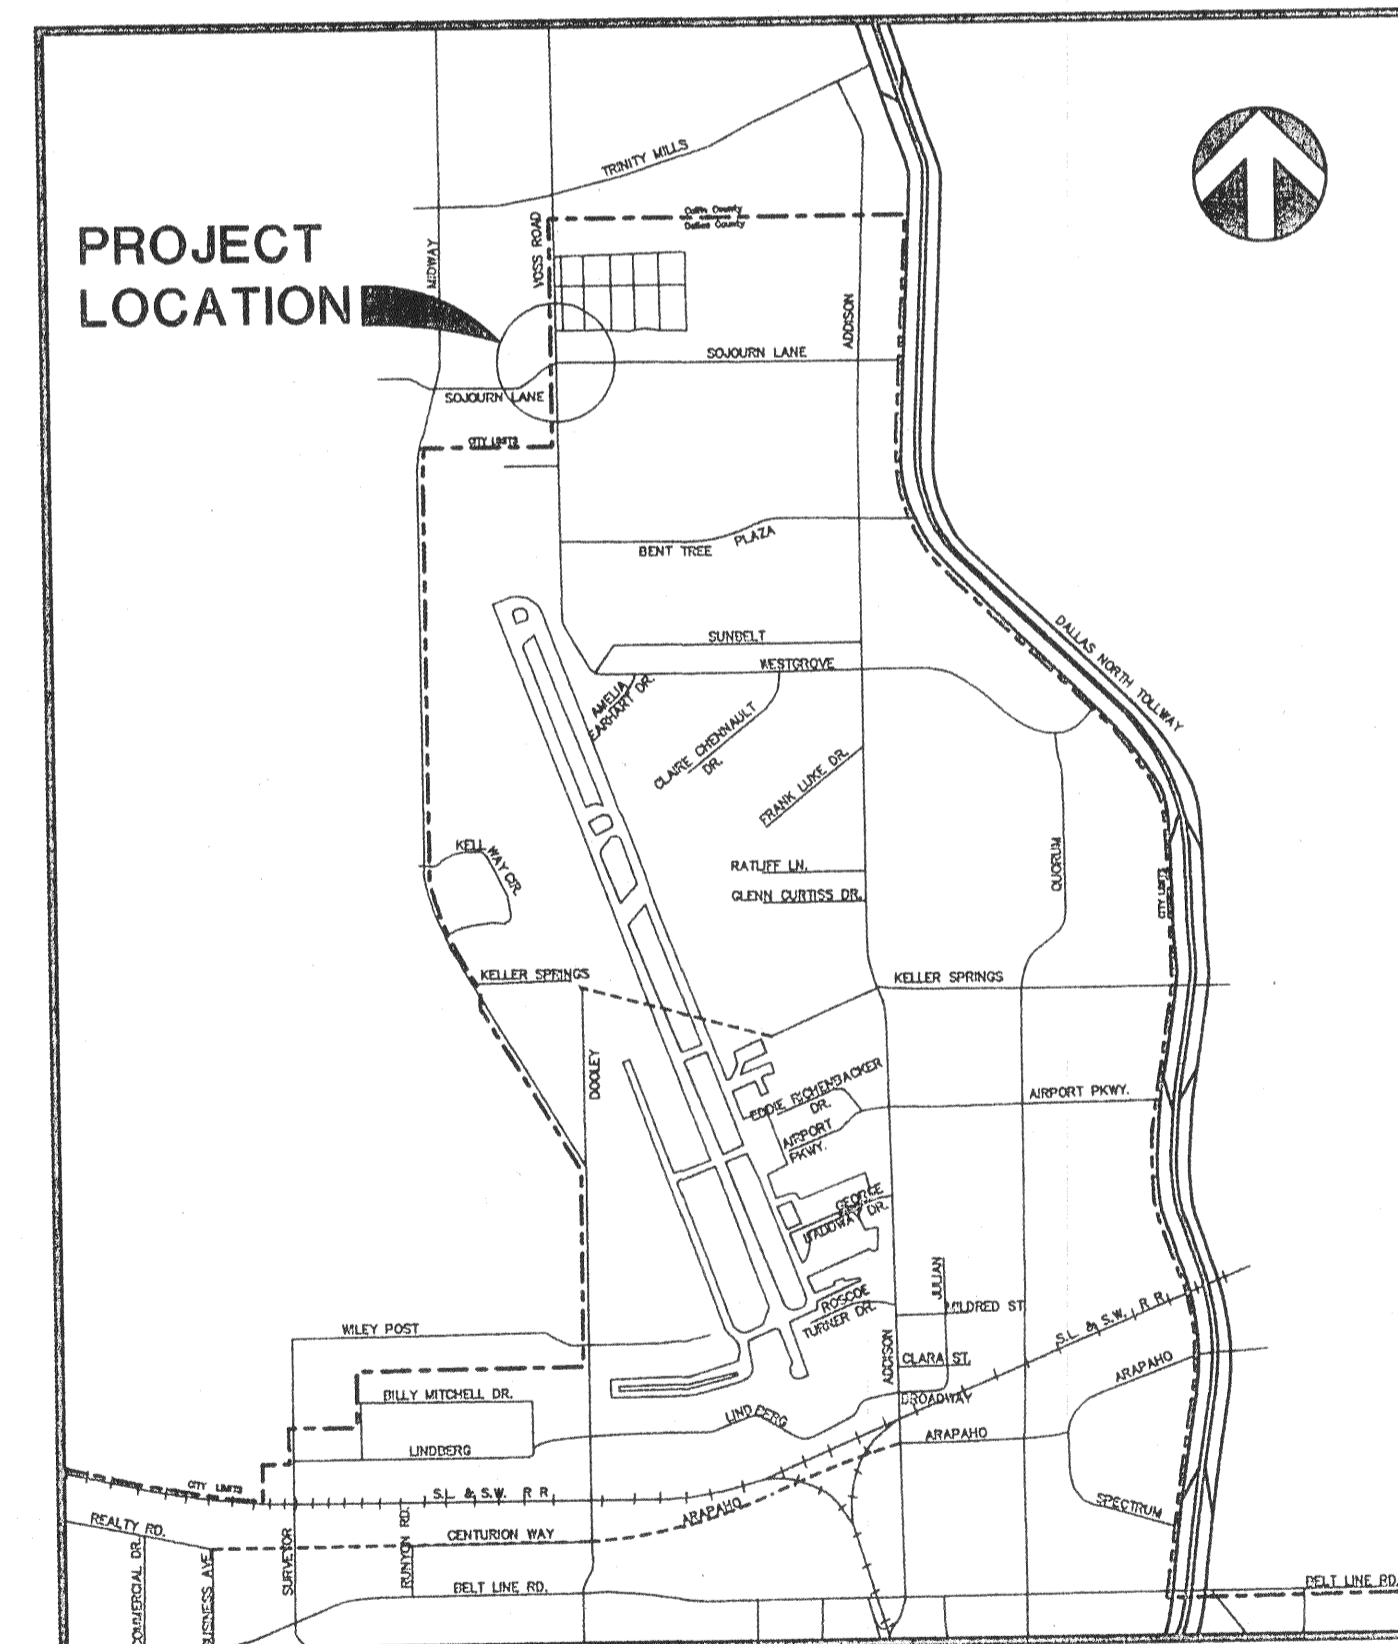 TRINITY MILLS
Collin County
Dallas County
PROJECT
LOCATION
MIDWAY
VOSS ROAD
ADDISON
SOJOURN LANE
SOJOURN LANE
CITY LIMITS
BENT TREE PLAZA
DALLAS NORTH TOLLWAY
SUNBELT
WESTGROVE
AMELIA
EARHART DR.
CLAIRE CHENNAULT
DR.
FRANK LUKE DR.
KELLWAY CIR.
RATLIFF LN.
GLENN CURTISS DR.
QUORUM
CITY LIMITS
KELLER SPRINGS
KELLER SPRINGS
DOOLEY
EDDIE RICHENBACKER
DR.
AIRPORT PKWY.
AIRPORT
PKWY.
GEORGE
HADDWAY DR.
JULIAN
ROSCOE
TURNER DR.
MILDRED ST
S.L & S.W. R R
WILEY POST
ADDISON
CLARA ST.
ARAPAHO
BILLY MITCHELL DR.
BROADWAY
LINDBERG
ARAPAHO
LINDBERG
CITY LIMITS
S.L & S.W. R R
ARAPAHO
SPECTRUM
REALTY RD.
CENTURION WAY
COMMERCIAL DR.
BUSINESS AVE
SURVEYOR
RUNYON RD.
BELT LINE RD.
BELT LINE RD.